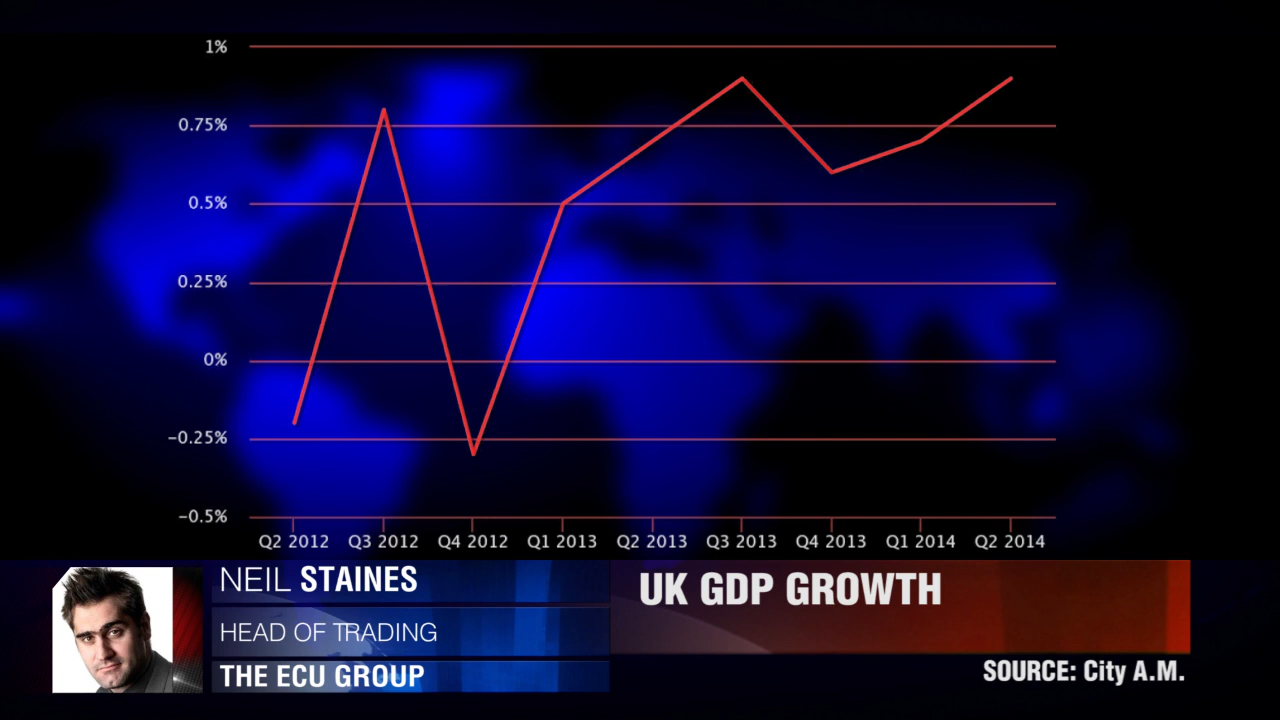 1%
0.75%
0.5%
0.25%
0%
−0.25%
−0.5%
Q2 2012 Q3 2012 Q4 2012 Q1 2013 Q2 2013 Q3 2013 Q4 2013 Q1 2014 Q2 2014
NEIL STAINES
HEAD OF TRADING
THE ECU GROUP
UK GDP GROWTH
SOURCE: City A.M.